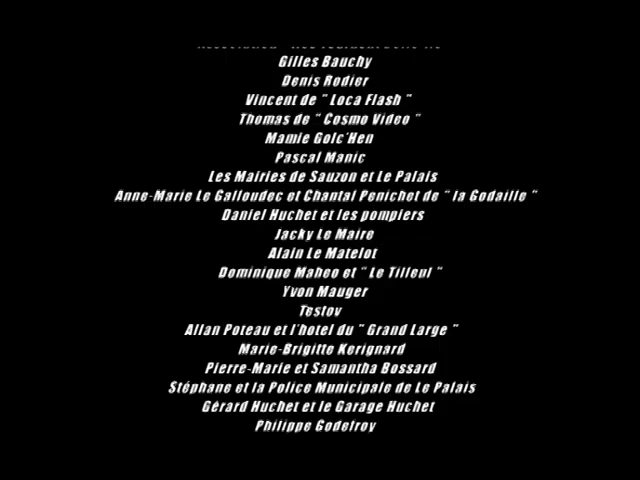 Gilles Bauchy
Denis Rodier
Vincent de " Loca Flash "
Thomas de " Cosmo Video "
Mamie Golc'Hen
Pascal Manic
Les Mairies de Sauzon et Le Palais
Anne-Marie Le Galloudec et Chantal Penichet de " la Godaille "
Daniel Huchet et les pompiers
Jacky Le Maire
Alain Le Matelot
Dominique Maheo et " Le Tilleul "
Yvon Mauger
Testov
Allan Poteau et l'hotel du " Grand Large "
Marie-Brigitte Kerignard
Pierre-Marie et Samantha Bossard
Stéphane et la Police Municipale de Le Palais
Gérard Huchet et le Garage Huchet
Philippe Godefroy